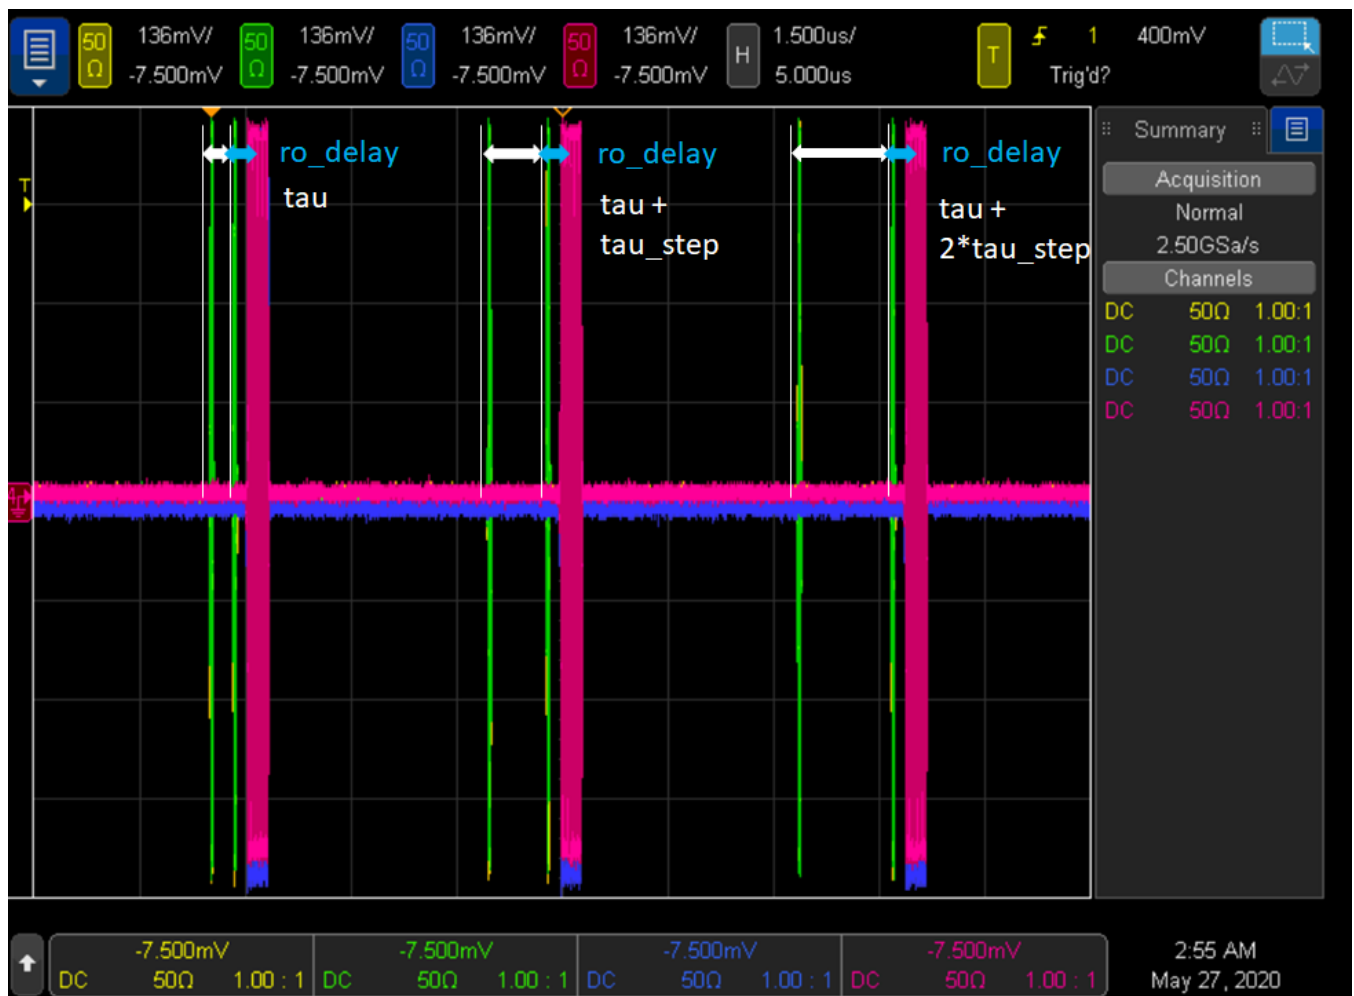 50 Ω 136mV/ -7.500mV 50 Ω 136mV/ -7.500mV 50 Ω 136mV/ -7.500mV 50 Ω 136mV/ -7.500mV H 1.500us/ 5.000us T 1 400mV Trig'd?
Summary
Acquisition
Normal
2.50GSa/s
Channels
DC 50Ω 1.00:1
DC 50Ω 1.00:1
DC 50Ω 1.00:1
DC 50Ω 1.00:1
T
ro_delay
tau
ro_delay
tau +
tau_step
ro_delay
tau +
2*tau_step
-7.500mV -7.500mV -7.500mV -7.500mV
DC 50Ω 1.00 : 1 DC 50Ω 1.00 : 1 DC 50Ω 1.00 : 1 DC 50Ω 1.00 : 1
2:55 AM
May 27, 2020